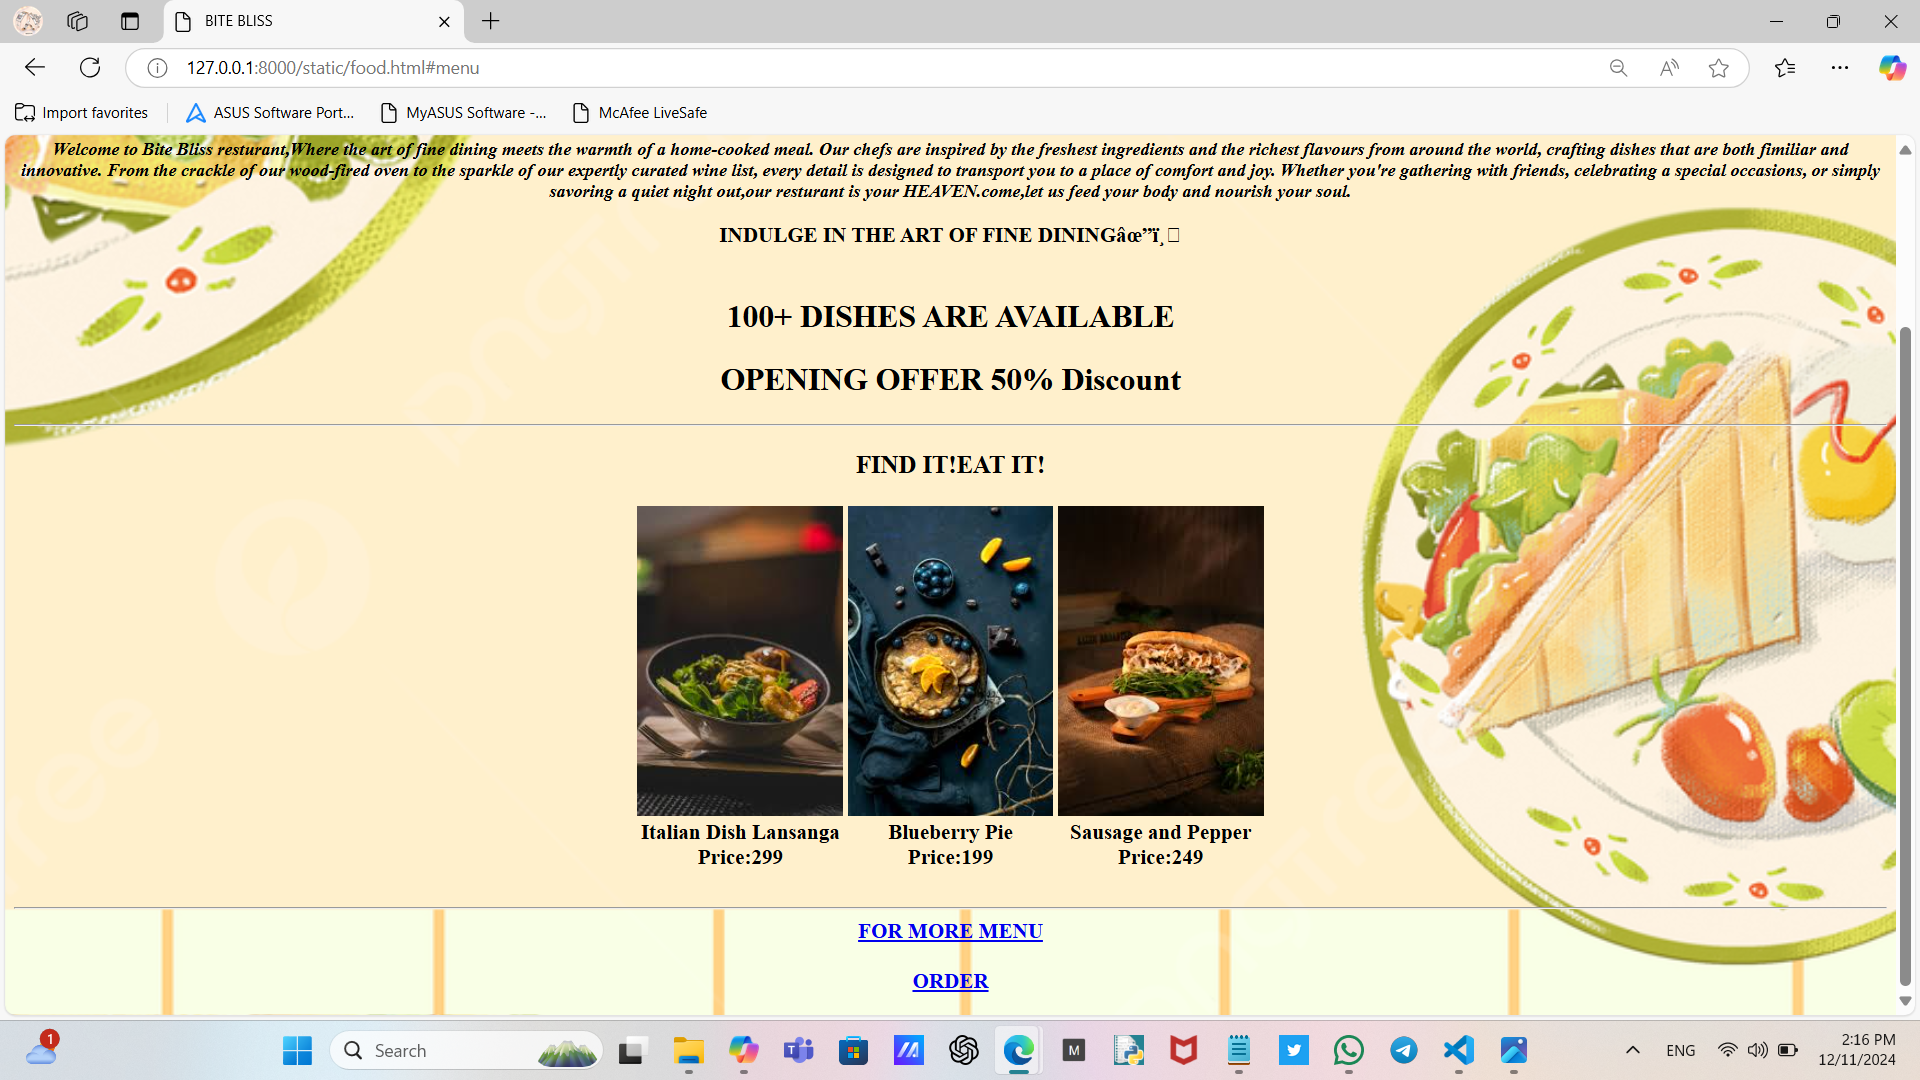 BITE BLISS
127.0.0.1:8000/static/food.html#menu
Import favorites
ASUS Software Port...
MyASUS Software -...
McAfee LiveSafe
Welcome to Bite Bliss resturant,Where the art of fine dining meets the warmth of a home-cooked meal. Our chefs are inspired by the freshest ingredients and the richest flavours from around the world, crafting dishes that are both fimiliar and
innovative. From the crackle of our wood-fired oven to the sparkle of our expertly curated wine list, every detail is designed to transport you to a place of comfort and joy. Whether you're gathering with friends, celebrating a special occasions, or simply
savoring a quiet night out,our resturant is your HEAVEN.come,let us feed your body and nourish your soul.
INDULGE IN THE ART OF FINE DININGâœ”ï¸□
100+ DISHES ARE AVAILABLE
OPENING OFFER 50% Discount
FIND IT!EAT IT!
Italian Dish Lansanga
Price:299
Blueberry Pie
Price:199
Sausage and Pepper
Price:249
FOR MORE MENU
ORDER
1
Search
M
ENG
2:16 PM
12/11/2024